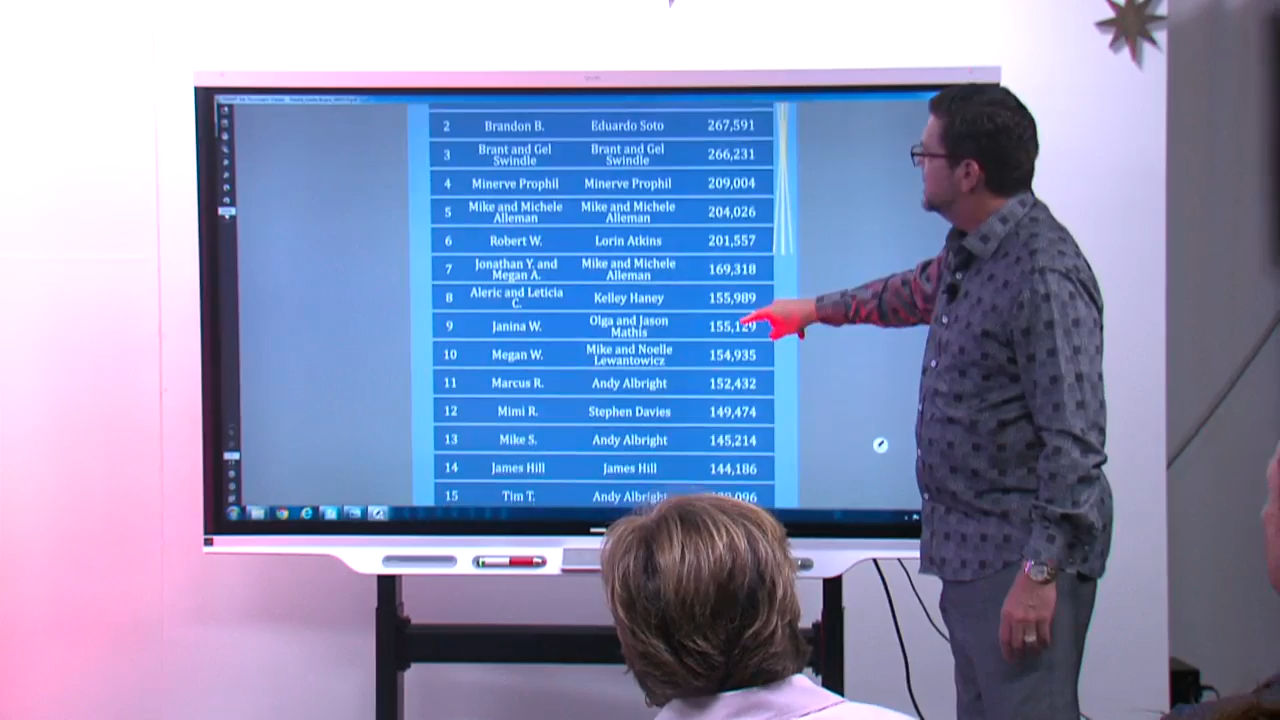 2 Brandon B. Eduardo Soto 267,591
3 Brant and Gel Swindle Brant and Gel Swindle 266,231
4 Minerve Prophil Minerve Prophil 209,004
5 Mike and Michele Alleman Mike and Michele Alleman 204,026
6 Robert W. Lorin Atkins 201,557
7 Jonathan Y. and Megan A. Mike and Michele Alleman 169,318
8 Aleric and Leticia C. Kelley Haney 155,989
9 Janina W. Olga and Jason Mathis 155,129
10 Megan W. Mike and Noelle Lewantowicz 154,935
11 Marcus R. Andy Albright 152,432
12 Mimi R. Stephen Davies 149,474
13 Mike S. Andy Albright 145,214
14 James Hill James Hill 144,186
15 Tim T. Andy Albright